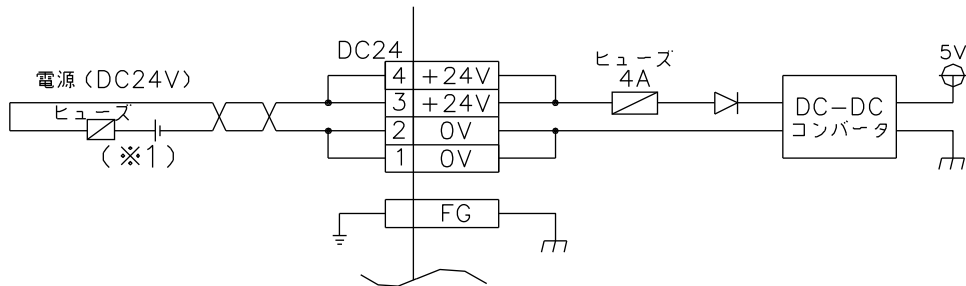 DC24
電源(DC24V)
ヒューズ
(※1)
4 +24V
3 +24V
2 0V
1 0V
FG
ヒューズ
4A
DC-DC
コンバータ
5V